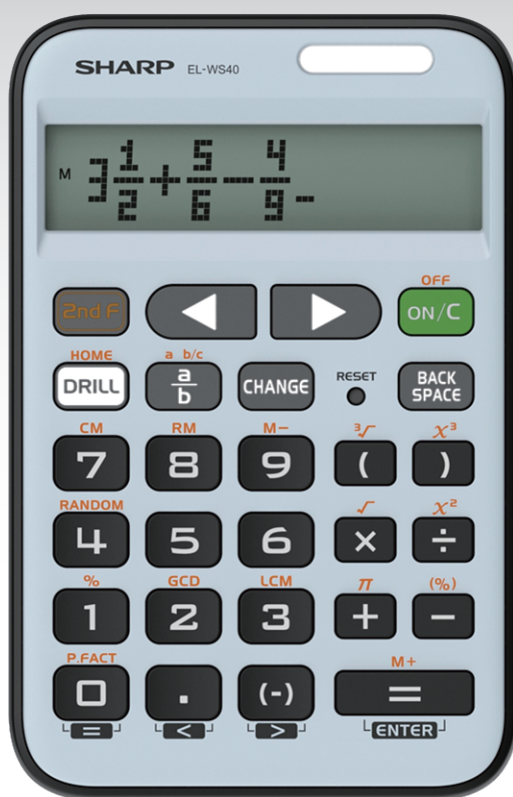 SHARP EL-WS40
M 3 1/2 + 5/6 − 4/9 -
OFF
2nd F ◀ ▶ ON/C
HOME a b/c
DRILL a/b CHANGE RESET BACK SPACE
CM RM M− ³√ x³
7 8 9 ( )
RANDOM √ x²
4 5 6 × ÷
% GCD LCM π (%)
1 2 3 + −
P.FACT M+
0 . (-) =
= < > ENTER